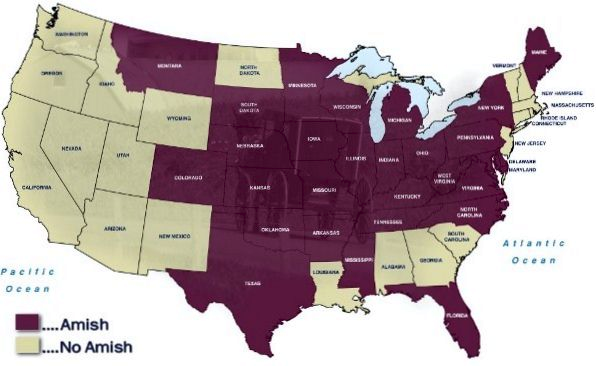 WASHINGTON
MONTANA
NORTH
DAKOTA
MINNESOTA
VERMONT
MAINE
OREGON
IDAHO
SOUTH
DAKOTA
WISCONSIN
MICHIGAN
NEW YORK
NEW HAMPSHIRE
MASSACHUSETTS
RHODE ISLAND
CONNECTICUT
WYOMING
NEBRASKA
IOWA
ILLINOIS
INDIANA
OHIO
PENNSYLVANIA
NEW JERSEY
NEVADA
UTAH
COLORADO
KANSAS
MISSOURI
KENTUCKY
WEST
VIRGINIA
VIRGINIA
DELAWARE
MARYLAND
CALIFORNIA
ARIZONA
NEW MEXICO
OKLAHOMA
ARKANSAS
TENNESSEE
NORTH
CAROLINA
SOUTH
CAROLINA
TEXAS
LOUISIANA
MISSISSIPPI
ALABAMA
GEORGIA
FLORIDA
Pacific
Ocean
Atlantic
Ocean
....Amish
....No Amish